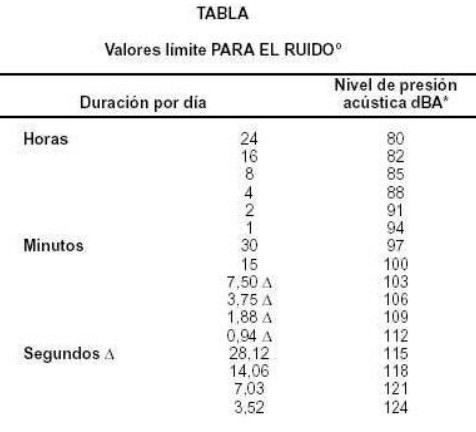 TABLA
Valores límite PARA EL RUIDO°
Duración por día Nivel de presión
acústica dBA*
Horas 24 80
16 82
8 85
4 88
2 91
1 94
Minutos 30 97
15 100
7,50 Δ 103
3,75 Δ 106
1,88 Δ 109
0,94 Δ 112
Segundos Δ 28,12 115
14,06 118
7,03 121
3,52 124